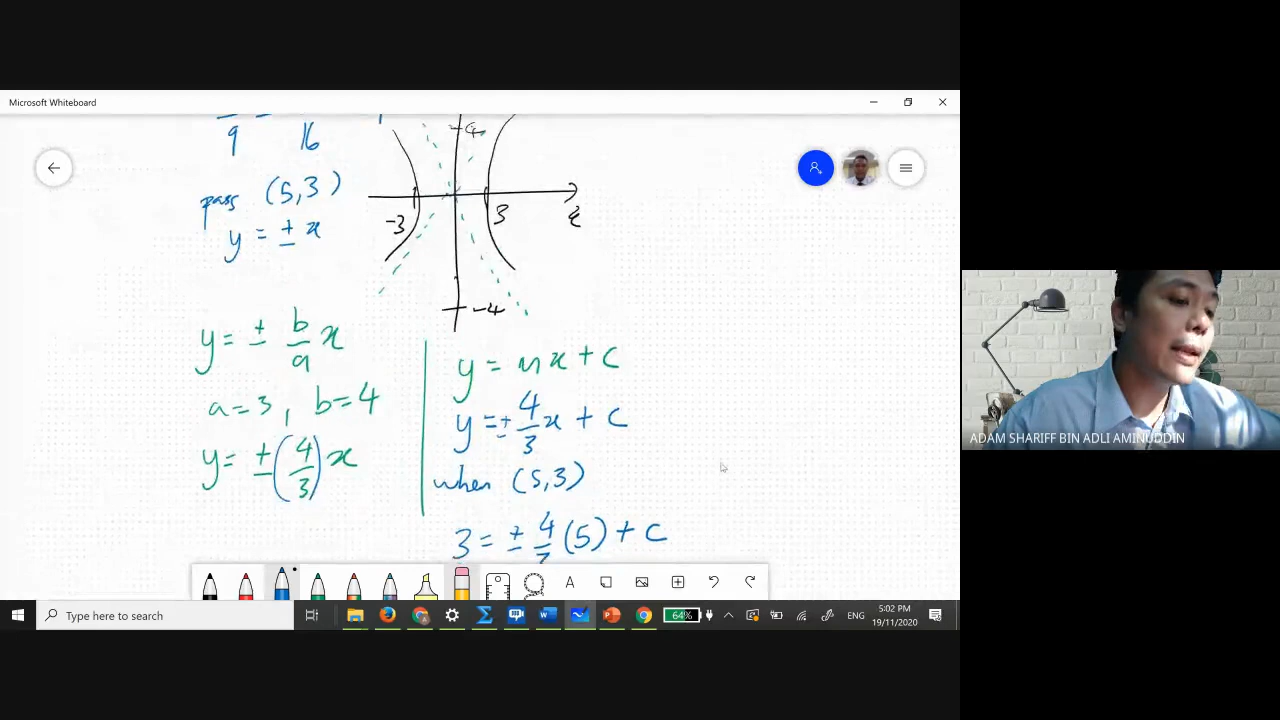 Microsoft Whiteboard
9 16
4
pass (5,3)
y = ± x
-3 3 x
-4
y = ± b/a x
a=3, b=4
y = ± (4/3) x
y = mx + c
y = ± 4/3 x + c
when (5,3)
3 = ± 4/3 (5) + c
ADAM SHARIFF BIN ADLI AMINUDDIN
A
Type here to search
64%
ENG
5:02 PM
19/11/2020